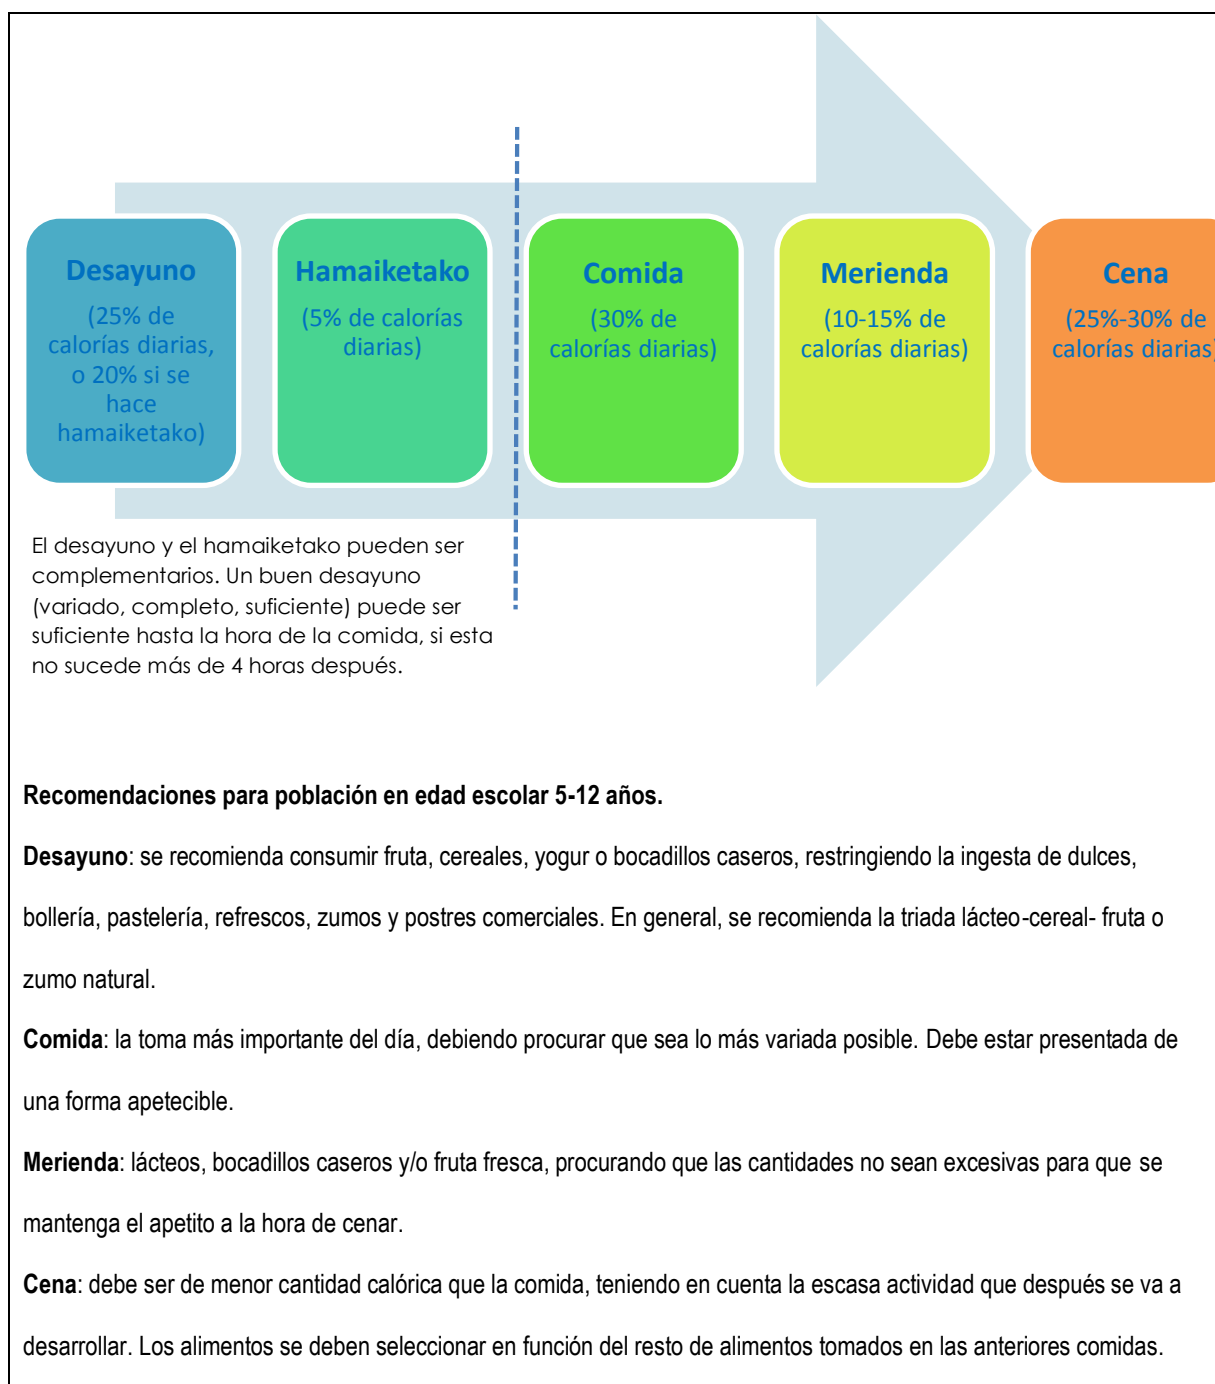 Desayuno
(25% de
calorías diarias,
o 20% si se
hace
hamaiketako)
Hamaiketako
(5% de calorías
diarias)
Comida
(30% de
calorías diarias)
Merienda
(10-15% de
calorías diarias)
Cena
(25%-30% de
calorías diarias)
El desayuno y el hamaiketako pueden ser
complementarios. Un buen desayuno
(variado, completo, suficiente) puede ser
suficiente hasta la hora de la comida, si esta
no sucede más de 4 horas después.
Recomendaciones para población en edad escolar 5-12 años.
Desayuno: se recomienda consumir fruta, cereales, yogur o bocadillos caseros, restringiendo la ingesta de dulces,
bollería, pastelería, refrescos, zumos y postres comerciales. En general, se recomienda la triada lácteo-cereal- fruta o
zumo natural.
Comida: la toma más importante del día, debiendo procurar que sea lo más variada posible. Debe estar presentada de
una forma apetecible.
Merienda: lácteos, bocadillos caseros y/o fruta fresca, procurando que las cantidades no sean excesivas para que se
mantenga el apetito a la hora de cenar.
Cena: debe ser de menor cantidad calórica que la comida, teniendo en cuenta la escasa actividad que después se va a
desarrollar. Los alimentos se deben seleccionar en función del resto de alimentos tomados en las anteriores comidas.